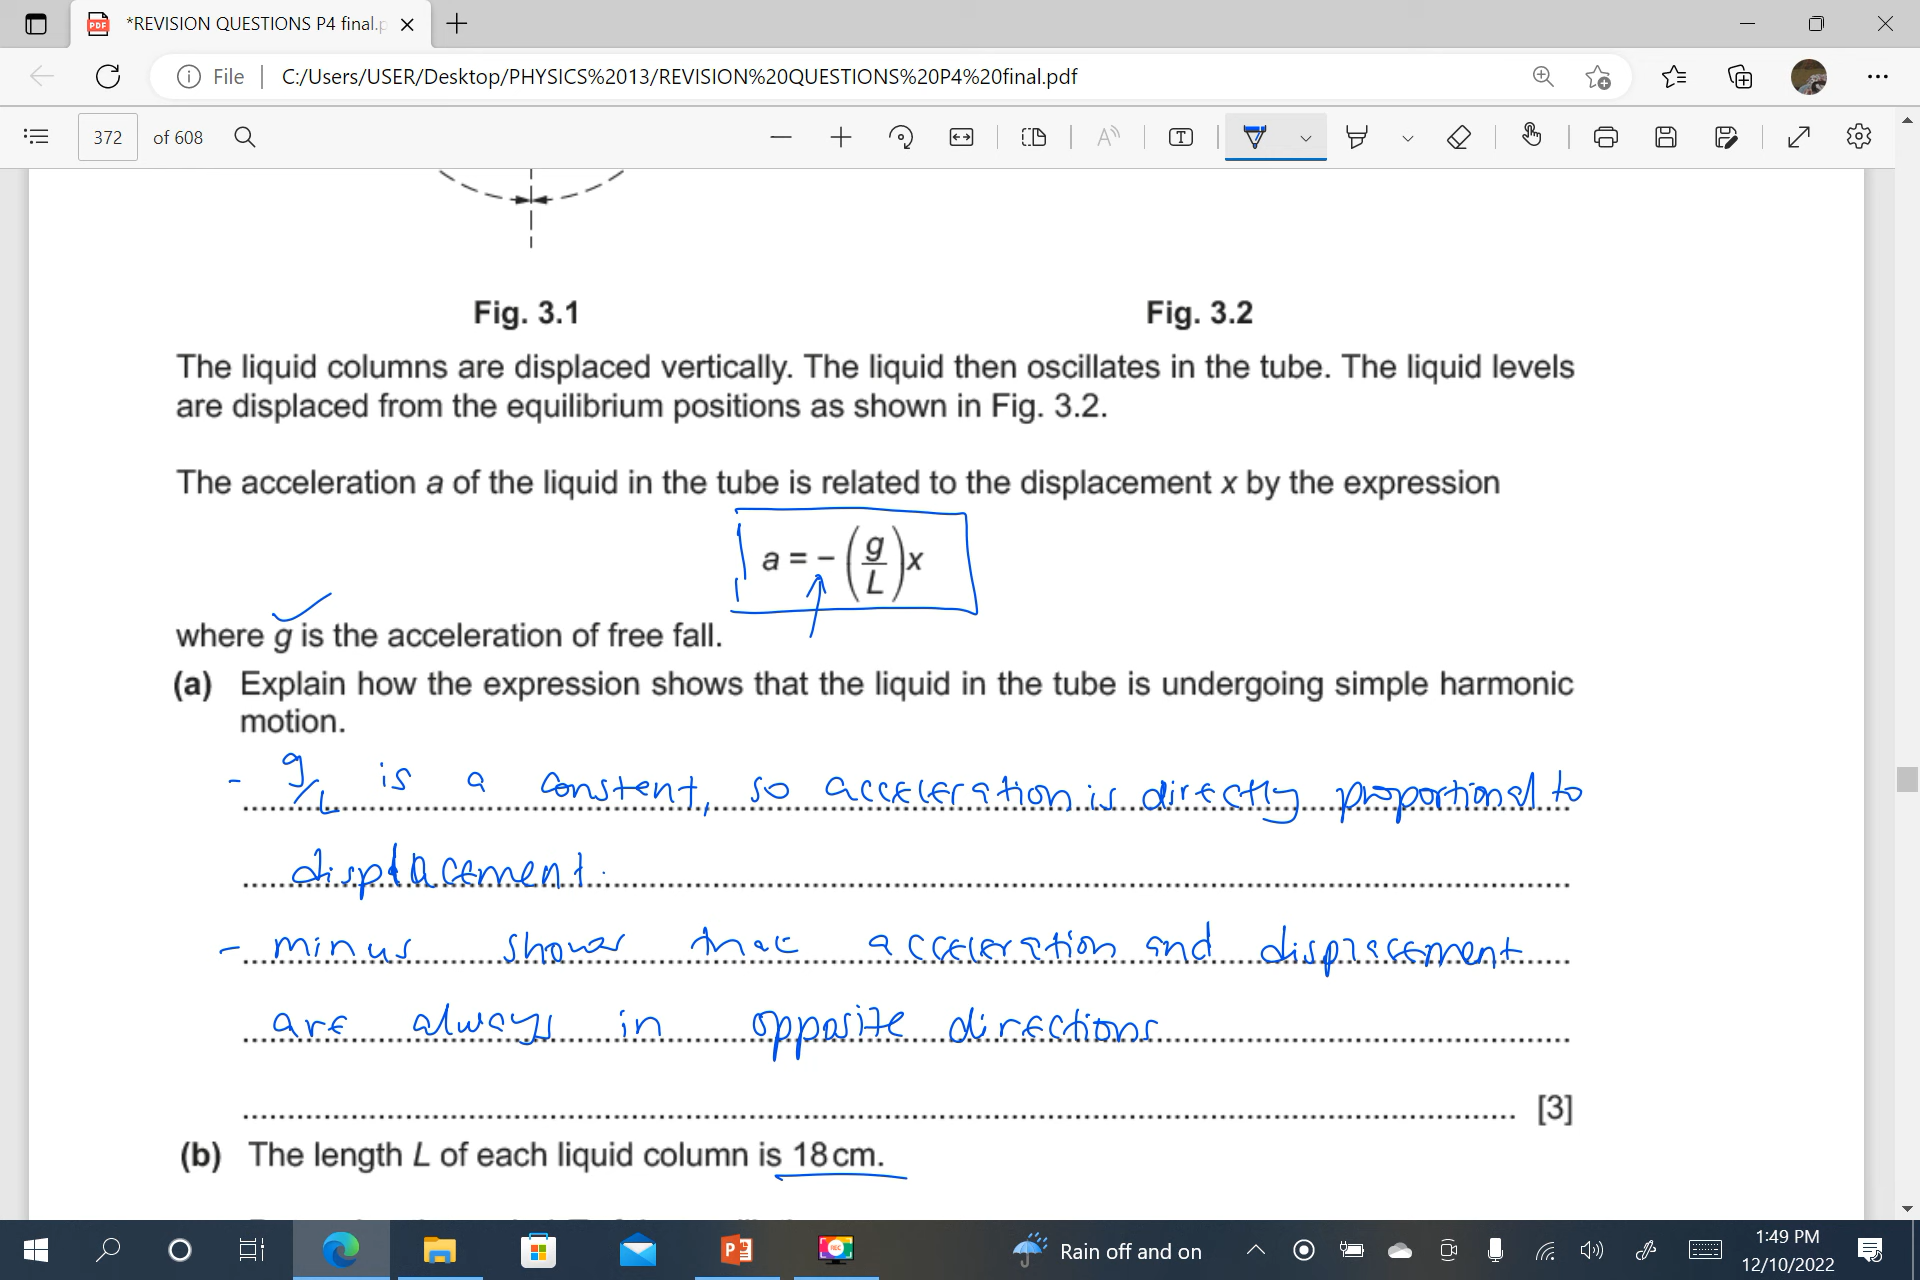 *REVISION QUESTIONS P4 final.p
File C:/Users/USER/Desktop/PHYSICS%2013/REVISION%20QUESTIONS%20P4%20final.pdf
372 of 608
Fig. 3.1 Fig. 3.2
The liquid columns are displaced vertically. The liquid then oscillates in the tube. The liquid levels
are displaced from the equilibrium positions as shown in Fig. 3.2.
The acceleration a of the liquid in the tube is related to the displacement x by the expression
a = – (g/L)x
where g is the acceleration of free fall.
(a) Explain how the expression shows that the liquid in the tube is undergoing simple harmonic
motion.
- g/L is a constent, so acceleration is directly proportional to
displacement.
- minus shows that acceleration and displacement
are always in opposite directions
[3]
(b) The length L of each liquid column is 18 cm.
Rain off and on
1:49 PM
12/10/2022